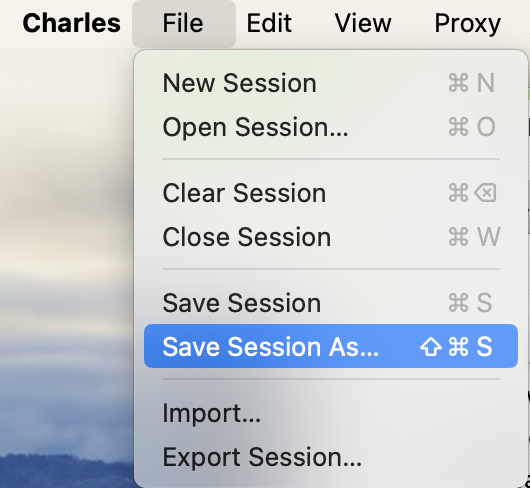 Charles File Edit View Proxy
New Session ⌘ N
Open Session... ⌘ O
Clear Session ⌘ ⌫
Close Session ⌘ W
Save Session ⌘ S
Save Session As... ⇧ ⌘ S
Import...
Export Session...